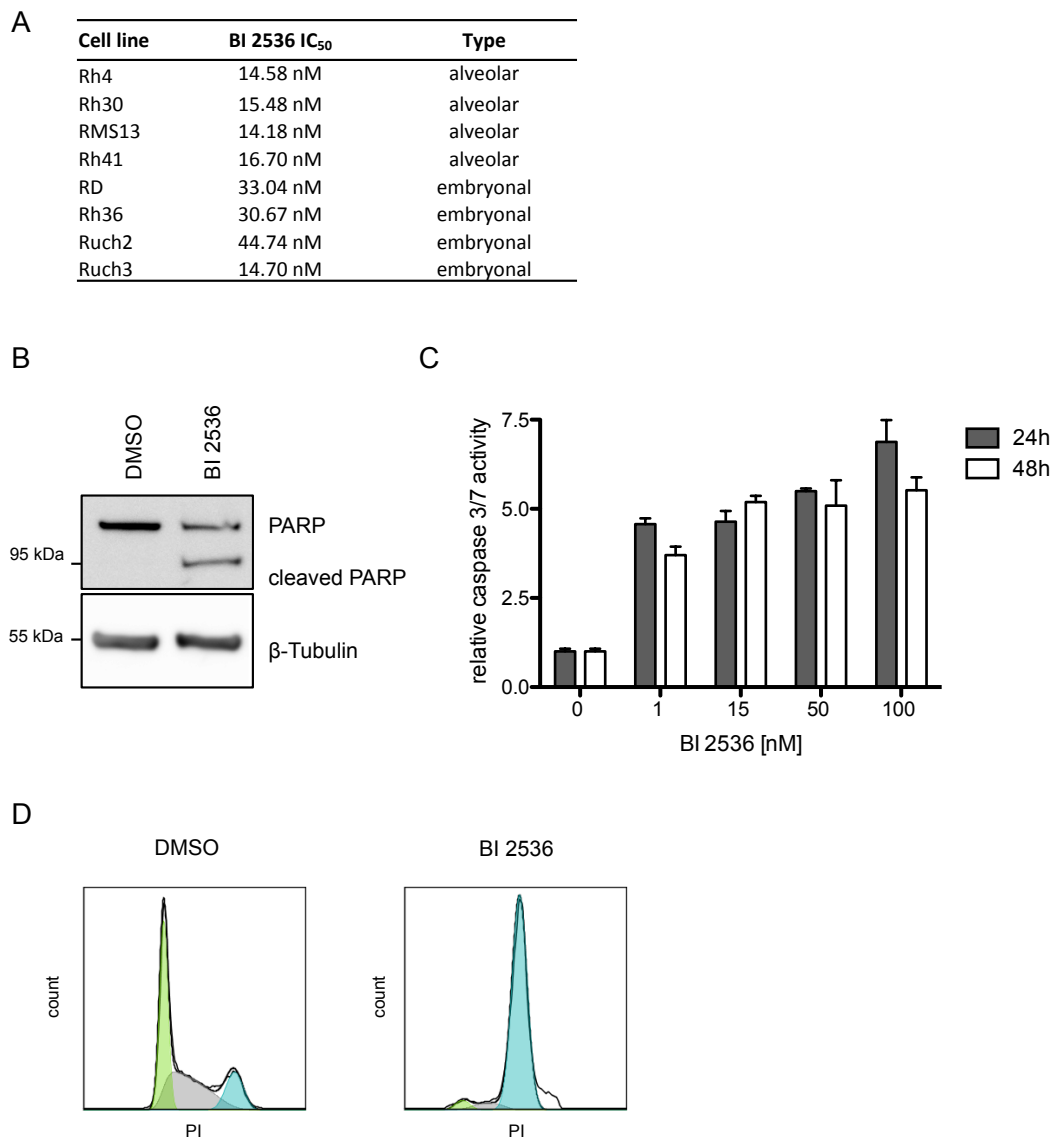 A
Cell line BI 2536 IC₅₀ Type
Rh4 14.58 nM alveolar
Rh30 15.48 nM alveolar
RMS13 14.18 nM alveolar
Rh41 16.70 nM alveolar
RD 33.04 nM embryonal
Rh36 30.67 nM embryonal
Ruch2 44.74 nM embryonal
Ruch3 14.70 nM embryonal
B
DMSO
BI 2536
PARP
95 kDa
cleaved PARP
55 kDa
β-Tubulin
C
relative caspase 3/7 activity
7.5
5.0
2.5
0.0
0 1 15 50 100
BI 2536 [nM]
24h
48h
D
DMSO
count
PI
BI 2536
count
PI